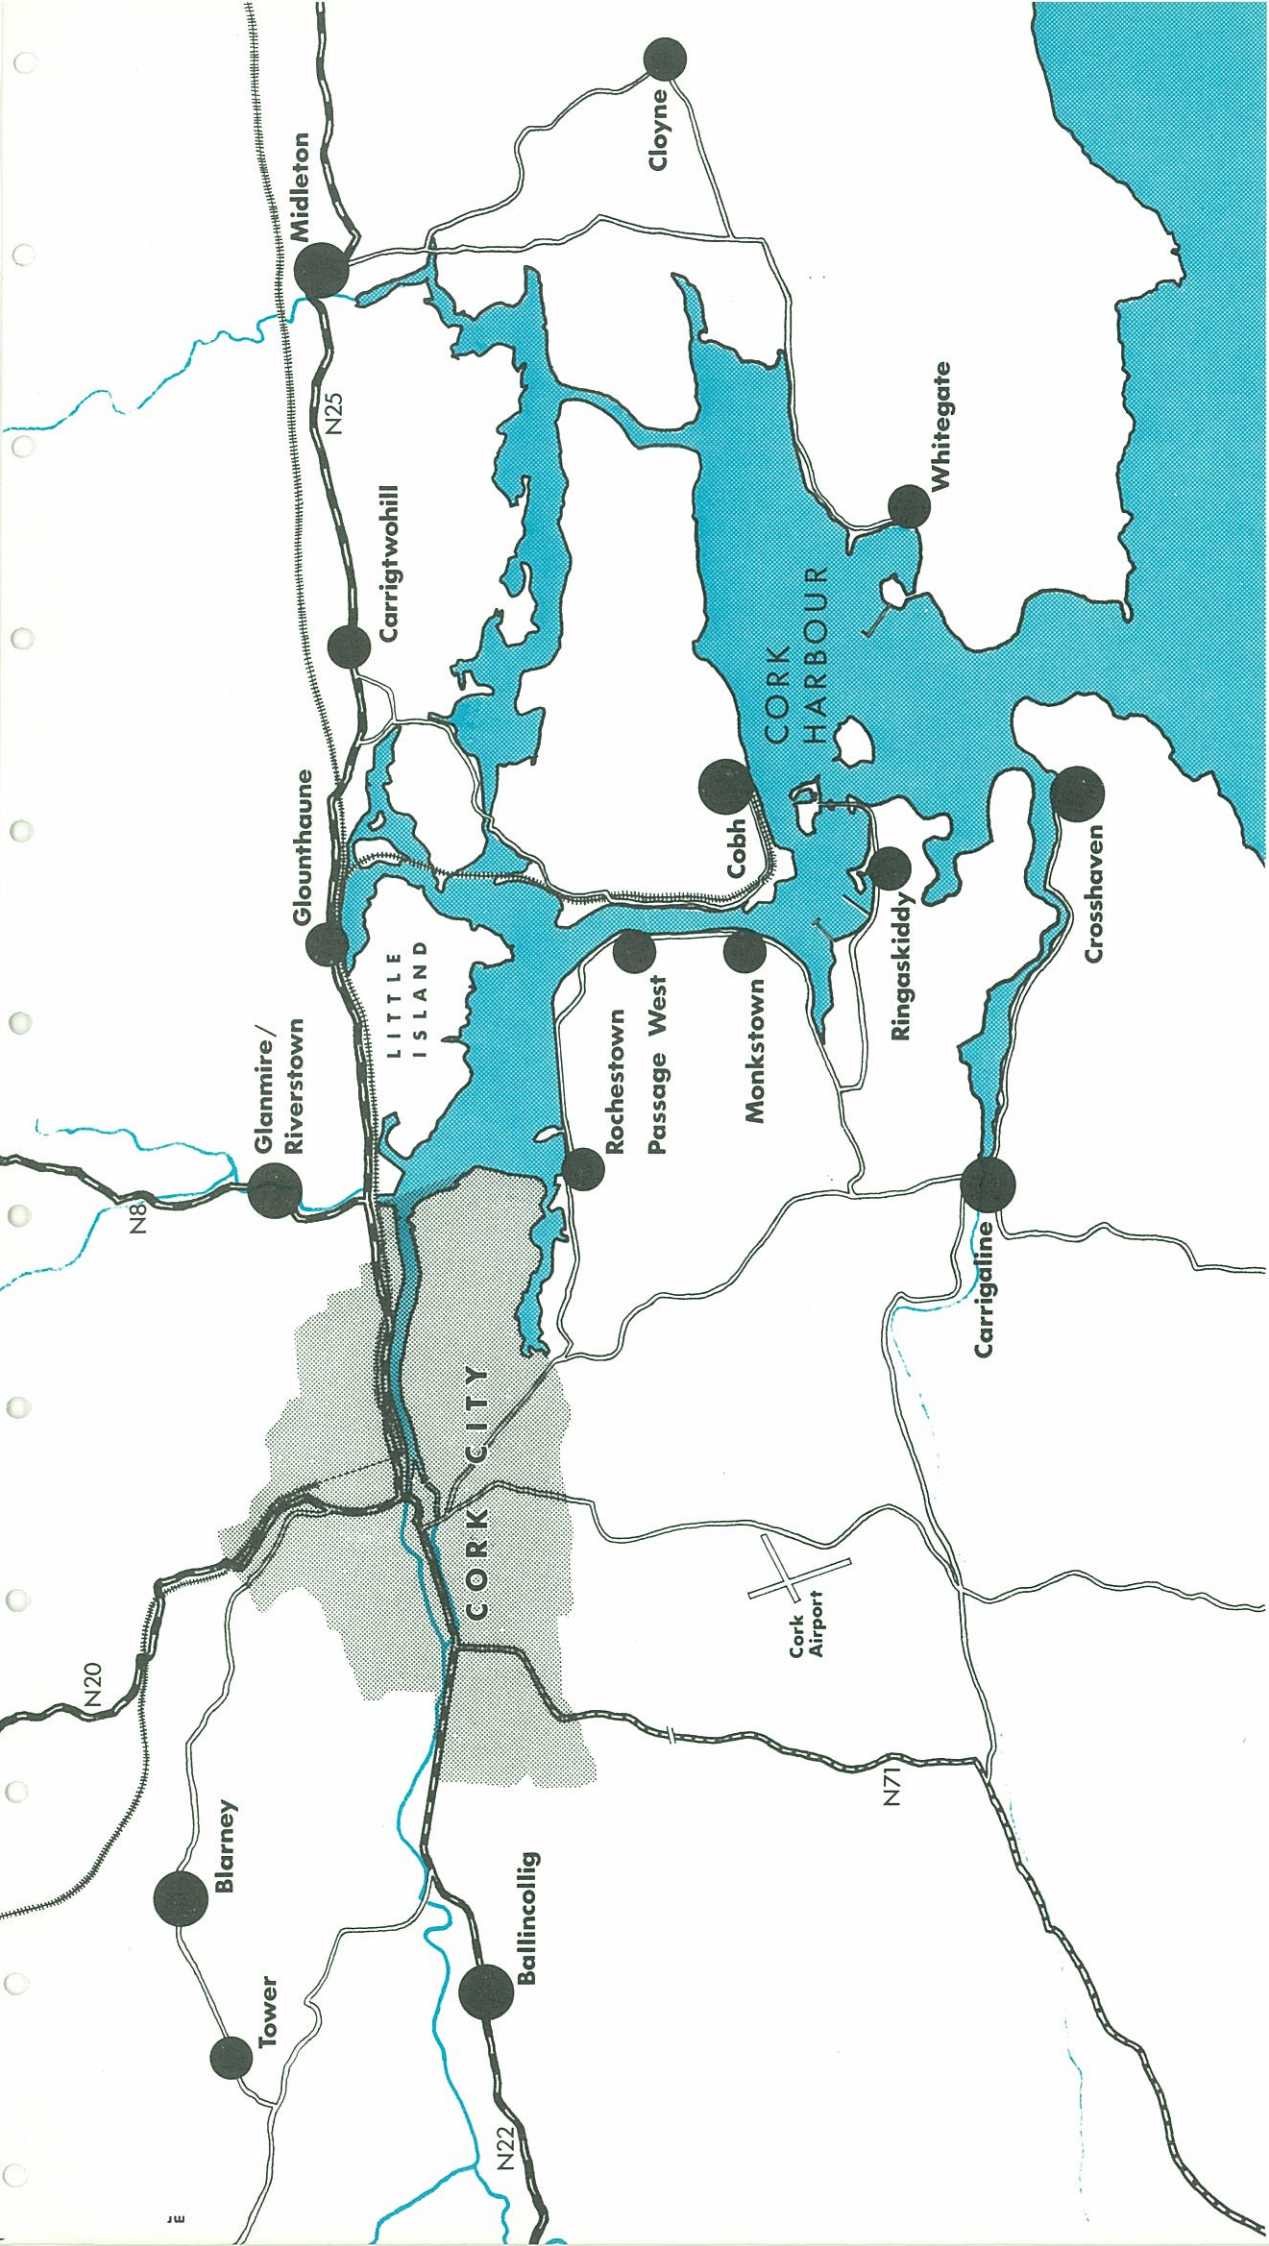 N20
N8
Blarney
Tower
Glanmire/
Riverstown
Glounthaune
Midleton
N25
Carrigtwohill
LITTLE
ISLAND
CORK CITY
Ballincollig
N22
Rochestown
Passage West
Monkstown
Cobh
Cloyne
CORK
HARBOUR
Whitegate
Cork
Airport
N71
Ringaskiddy
Carrigaline
Crosshaven